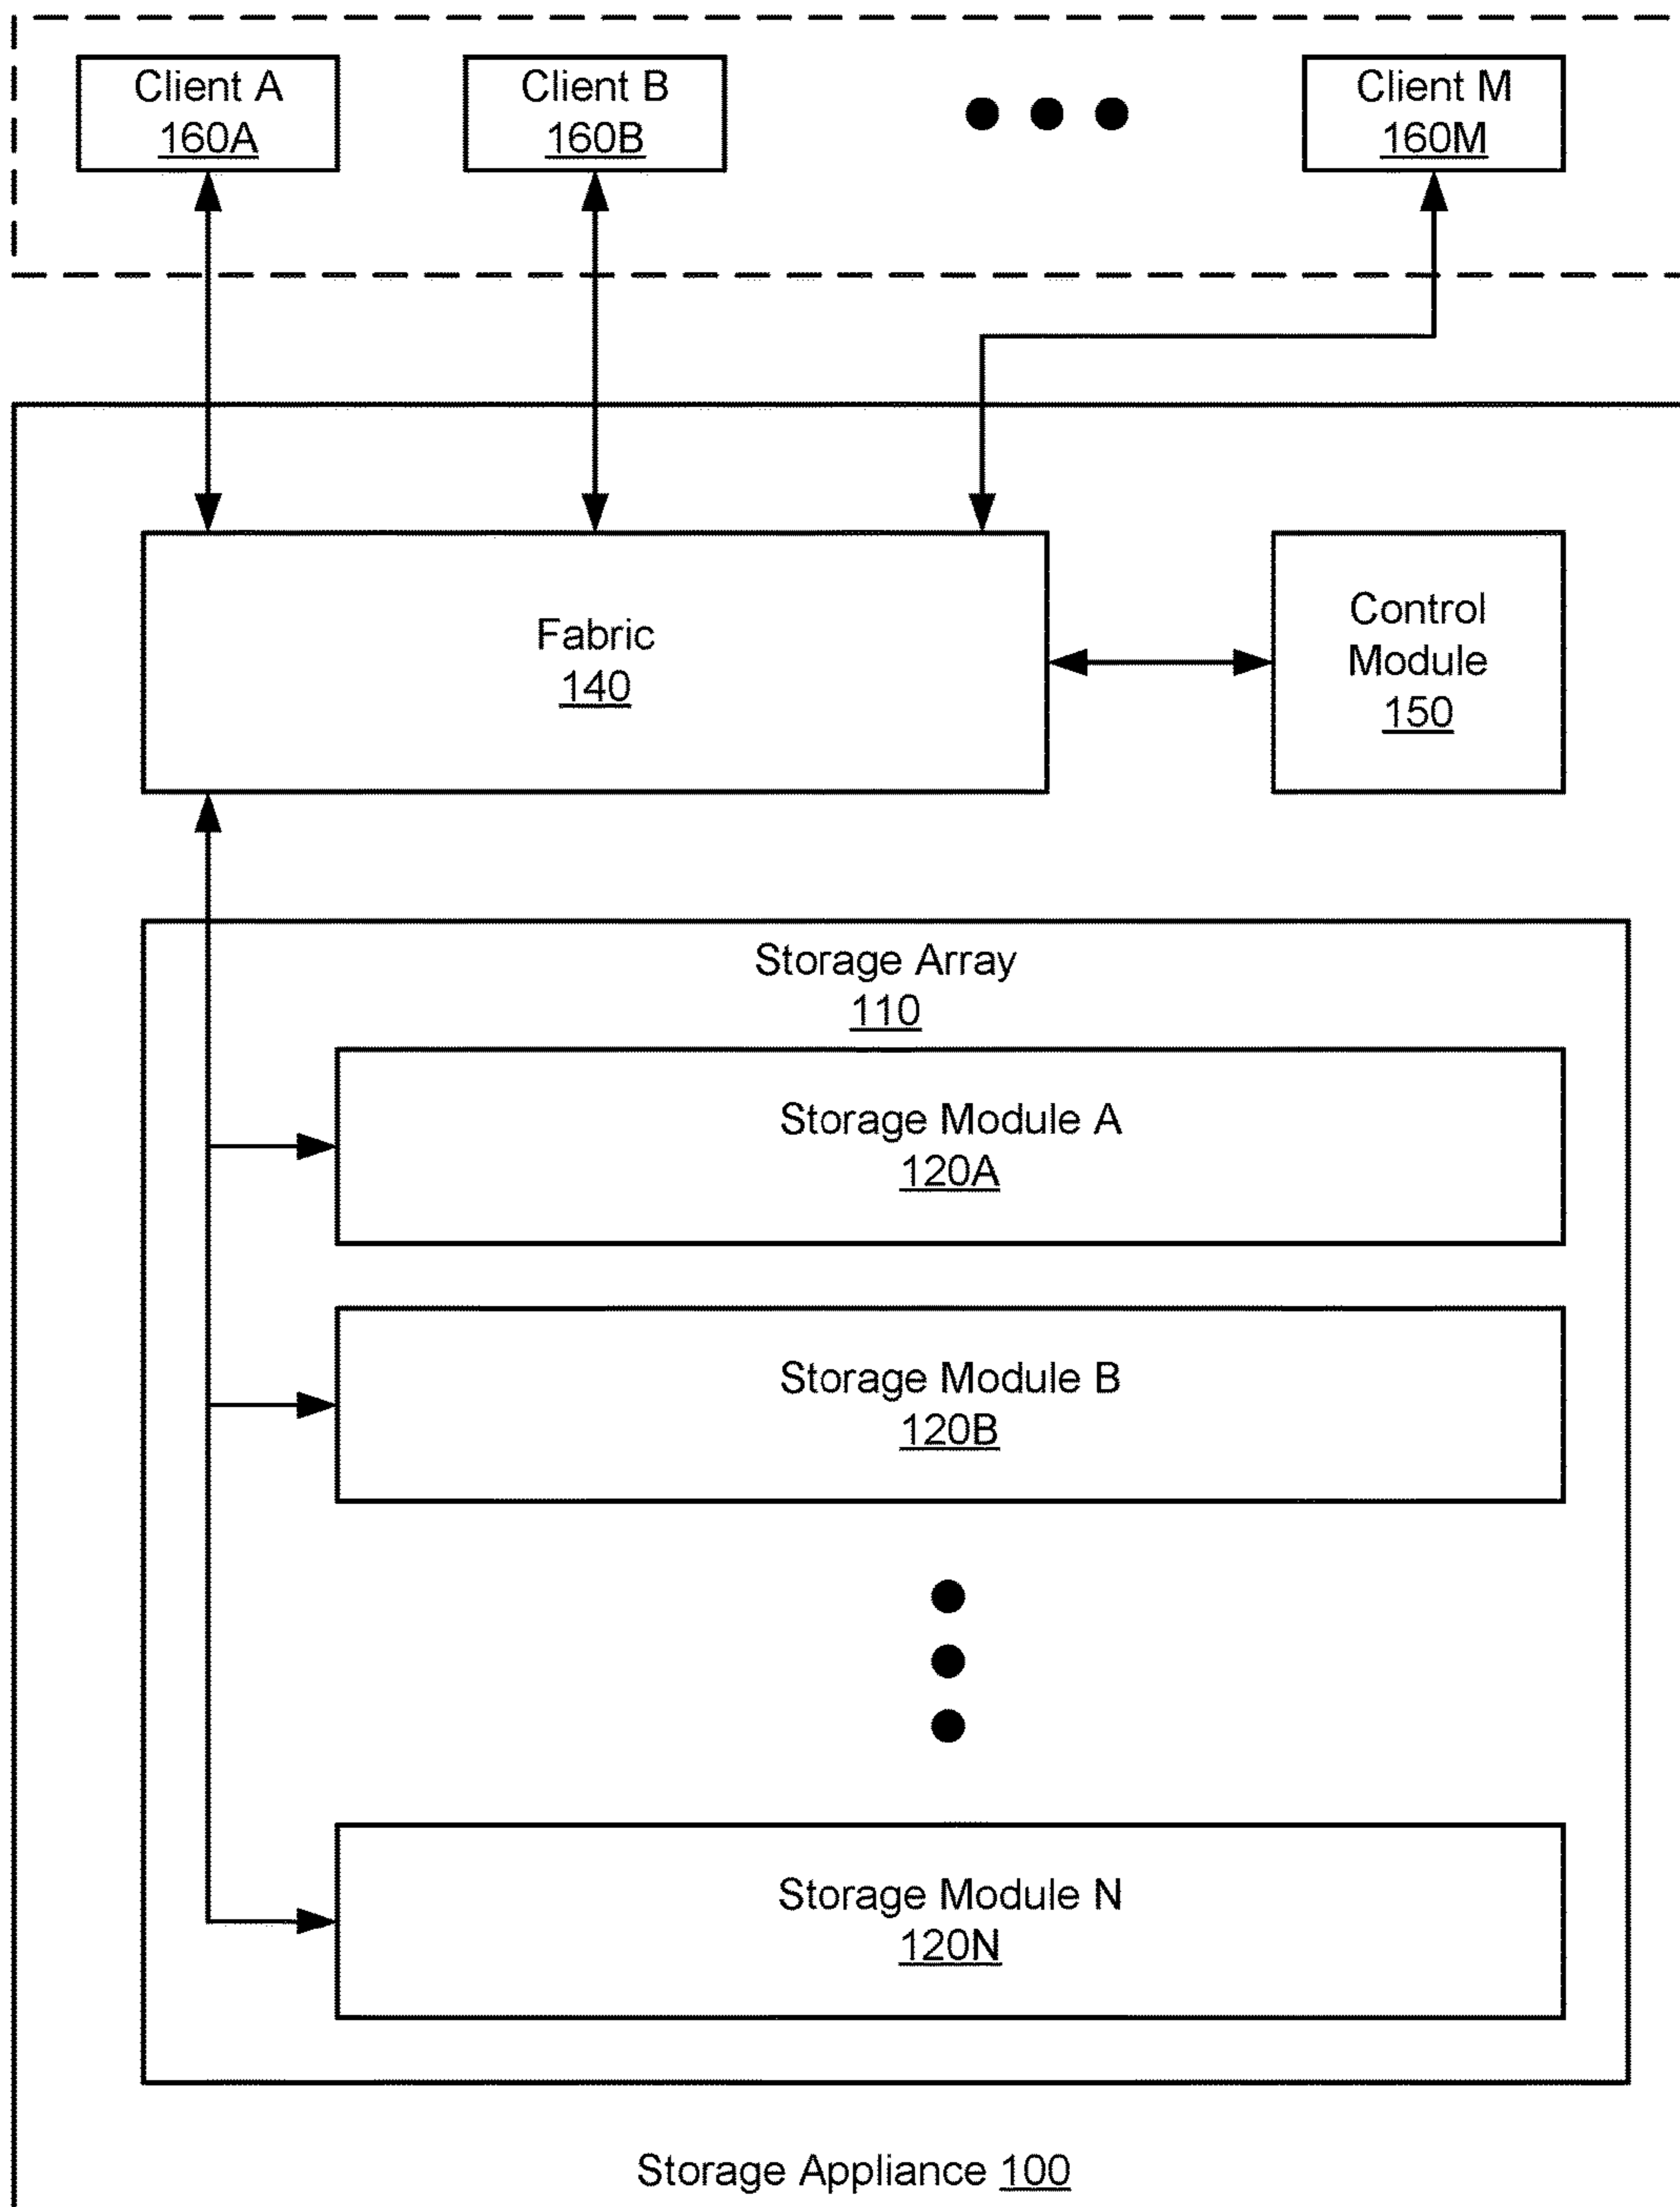 Client A
160A
Client B
160B
Client M
160M
Fabric
140
Control
Module
150
Storage Array
110
Storage Module A
120A
Storage Module B
120B
Storage Module N
120N
Storage Appliance 100